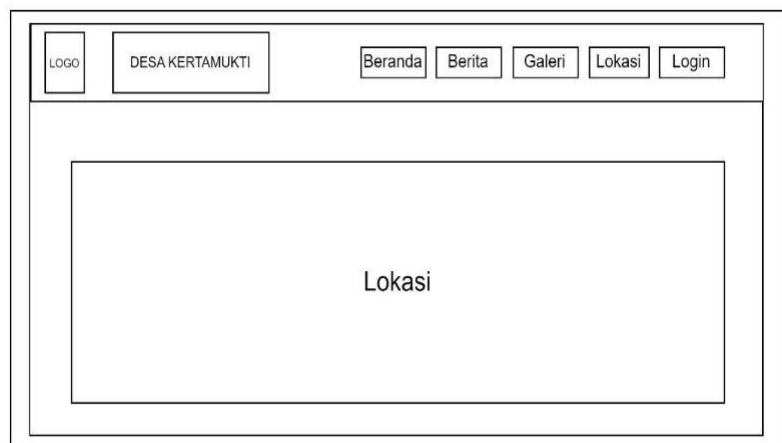 LOGO
DESA KERTAMUKTI
Beranda
Berita
Galeri
Lokasi
Login
Lokasi